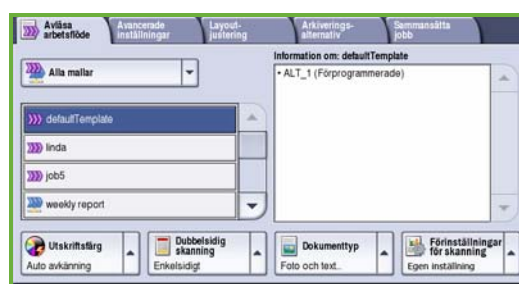 Avläsa
arbetsflöde
Avancerade
inställningar
Layout-
justering
Arkiverings-
alternativ
Sammansätta
jobb
Alla mallar
Information om: defaultTemplate
• ALT_1 (Förprogrammerade)
defaultTemplate
linda
job5
weekly report
Utskriftsfärg
Auto avkänning
Dubbelsidig
skanning
Enkelsidigt
Dokumenttyp
Foto och text..
Förinställningar
för skanning
Egen inställning